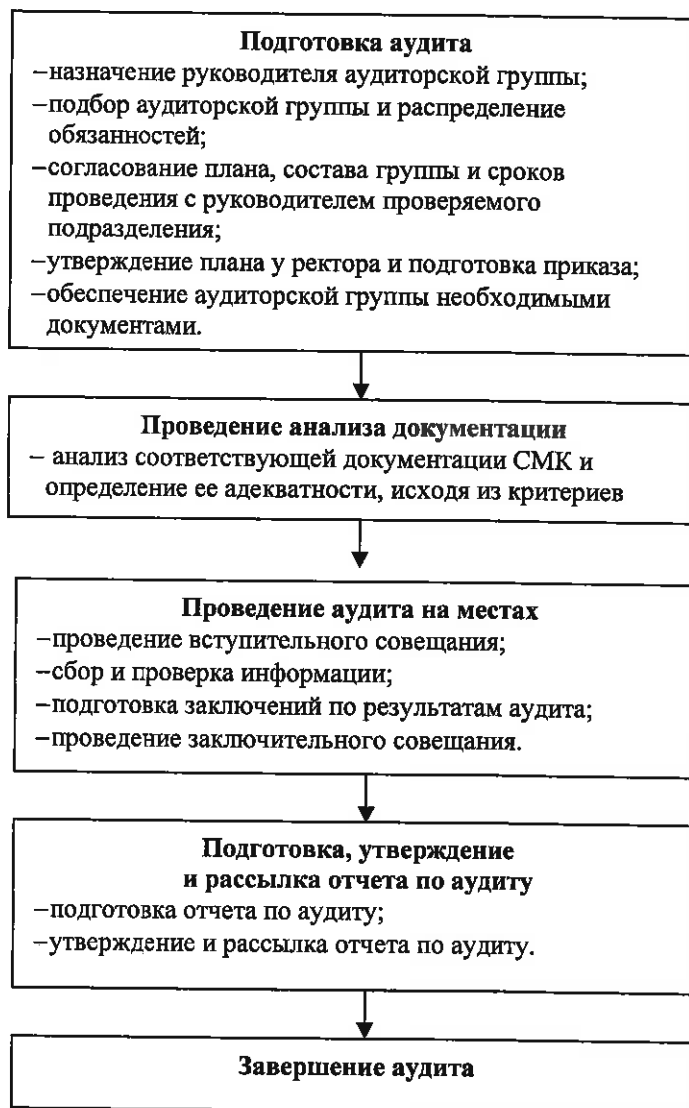 Подготовка аудита
–назначение руководителя аудиторской группы;
–подбор аудиторской группы и распределение
обязанностей;
–согласование плана, состава группы и сроков
проведения с руководителем проверяемого
подразделения;
–утверждение плана у ректора и подготовка приказа;
–обеспечение аудиторской группы необходимыми
документами.
Проведение анализа документации
– анализ соответствующей документации СМК и
определение ее адекватности, исходя из критериев
Проведение аудита на местах
–проведение вступительного совещания;
–сбор и проверка информации;
–подготовка заключений по результатам аудита;
–проведение заключительного совещания.
Подготовка, утверждение
и рассылка отчета по аудиту
–подготовка отчета по аудиту;
–утверждение и рассылка отчета по аудиту.
Завершение аудита